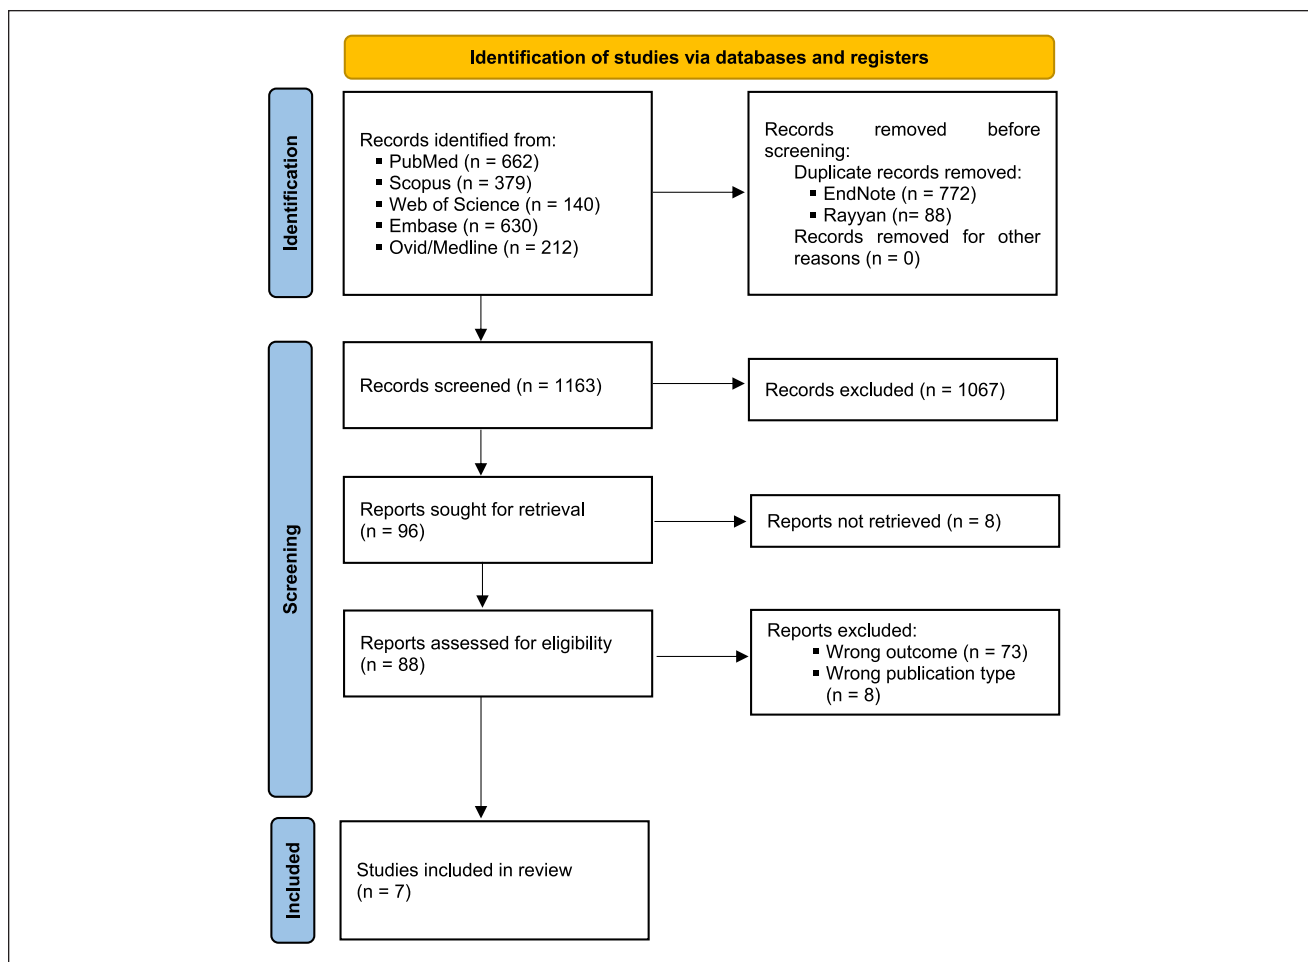 Identification of studies via databases and registers
Identification
Records identified from:
▪ PubMed (n = 662)
▪ Scopus (n = 379)
▪ Web of Science (n = 140)
▪ Embase (n = 630)
▪ Ovid/Medline (n = 212)
Records removed before
screening:
Duplicate records removed:
▪ EndNote (n = 772)
▪ Rayyan (n= 88)
Records removed for other
reasons (n = 0)
Screening
Records screened (n = 1163)
Records excluded (n = 1067)
Reports sought for retrieval
(n = 96)
Reports not retrieved (n = 8)
Reports assessed for eligibility
(n = 88)
Reports excluded:
▪ Wrong outcome (n = 73)
▪ Wrong publication type
(n = 8)
Included
Studies included in review
(n = 7)